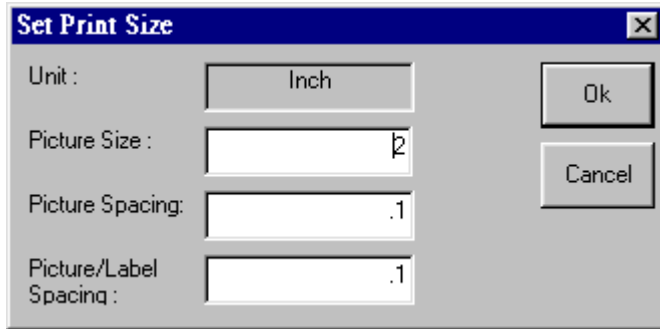 Set Print Size
Unit : Inch
Ok
Picture Size : 2
Cancel
Picture Spacing: .1
Picture/Label
Spacing : .1